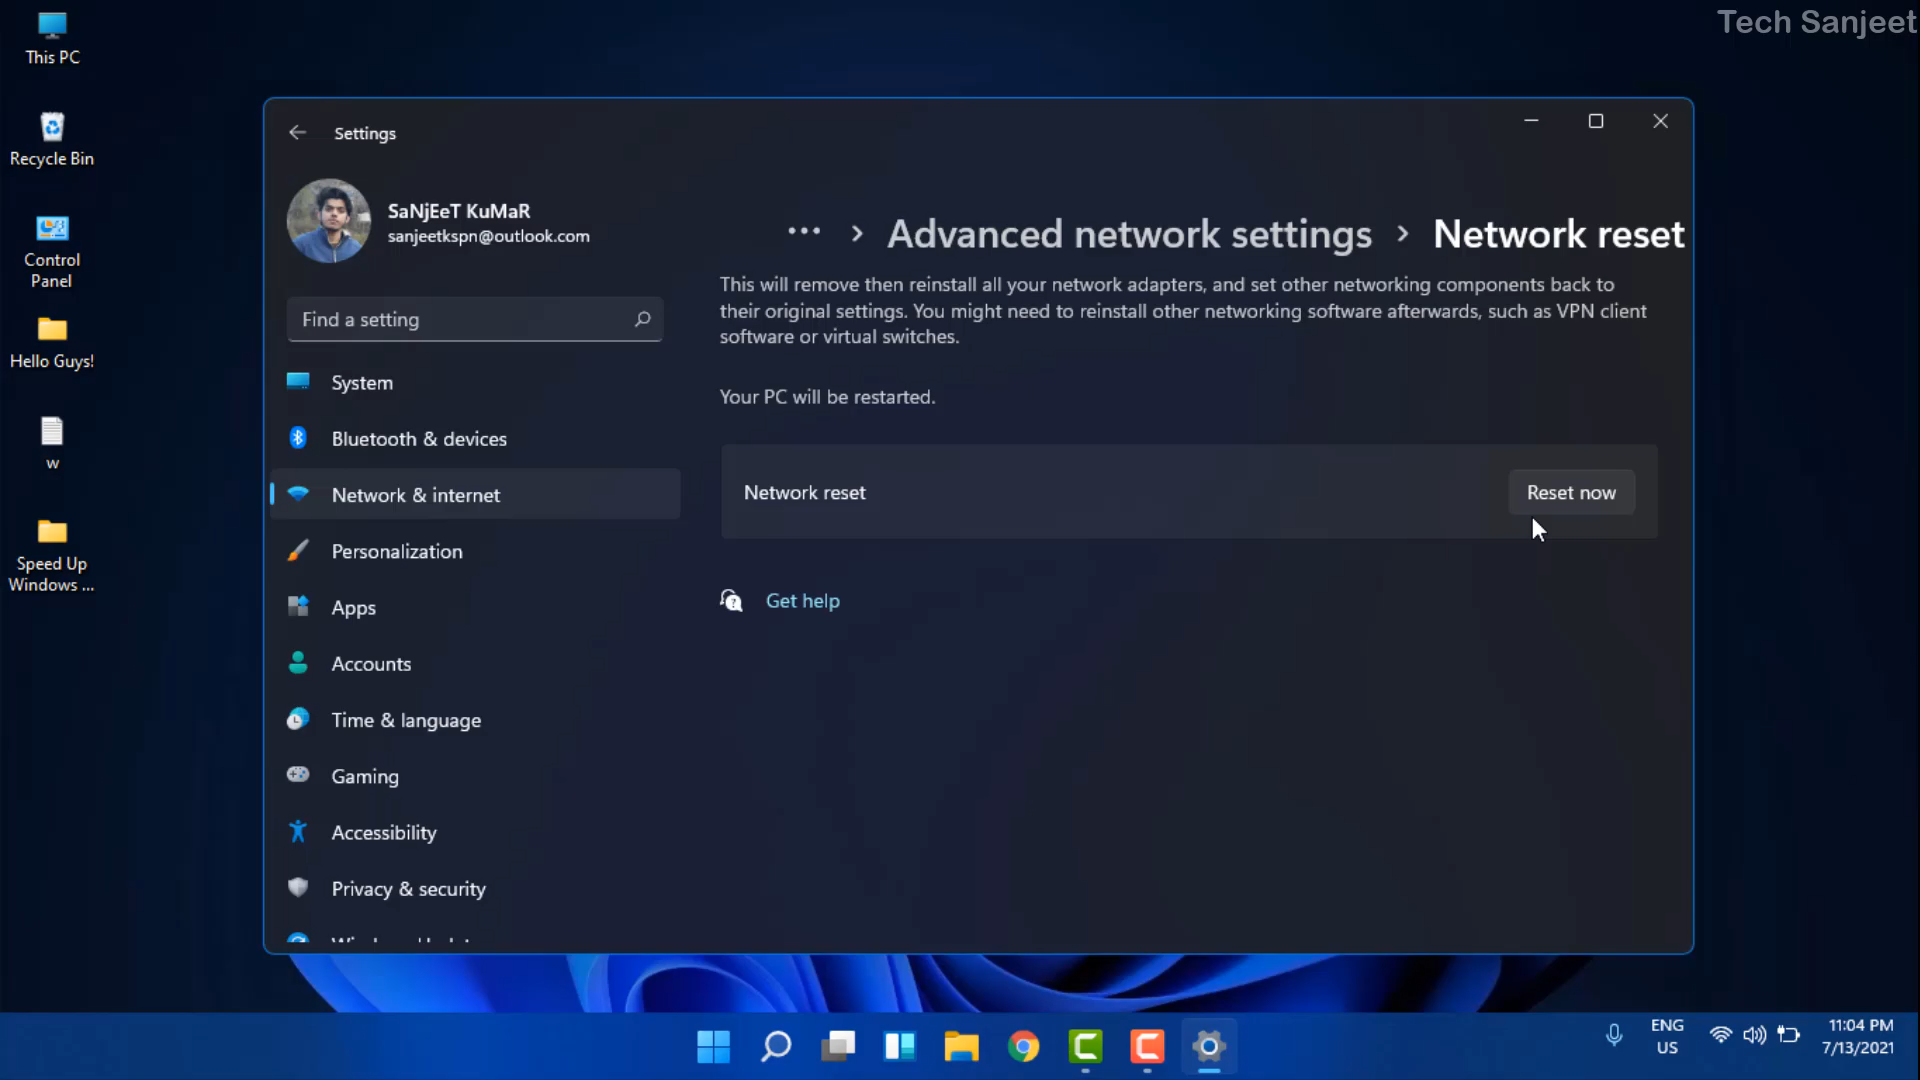 Tech Sanjeet
This PC
Recycle Bin
Control
Panel
Hello Guys!
w
Speed Up
Windows ...
Settings
SaNjEeT KuMaR
sanjeetkspn@outlook.com
Find a setting
System
Bluetooth & devices
Network & internet
Personalization
Apps
Accounts
Time & language
Gaming
Accessibility
Privacy & security
... > Advanced network settings > Network reset
This will remove then reinstall all your network adapters, and set other networking components back to
their original settings. You might need to reinstall other networking software afterwards, such as VPN client
software or virtual switches.
Your PC will be restarted.
Network reset
Reset now
Get help
ENG
US
11:04 PM
7/13/2021